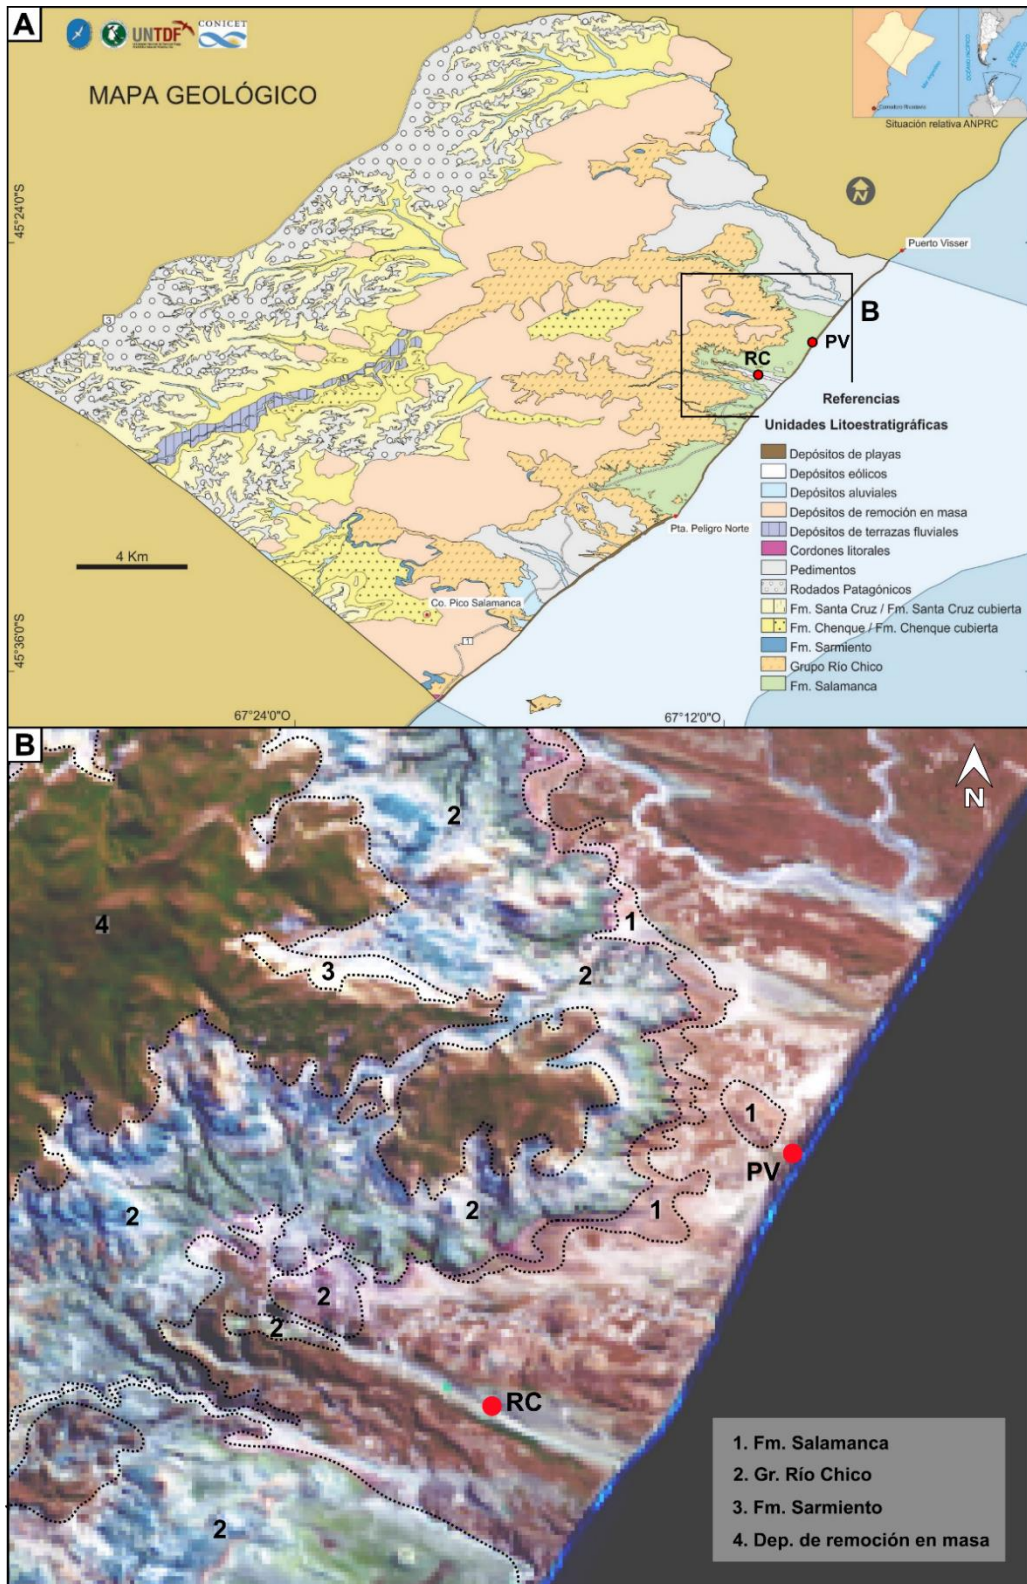 A
UNTDF
CONICET
MAPA GEOLÓGICO
Situación relativa ANPRC
45°24'0"S
N
Puerto Visser
B
PV
RC
3
Referencias
Unidades Litoestratigráficas
Depósitos de playas
Depósitos eólicos
Depósitos aluviales
Depósitos de remoción en masa
Depósitos de terrazas fluviales
Cordones litorales
Pedimentos
Rodados Patagónicos
Fm. Santa Cruz / Fm. Santa Cruz cubierta
Fm. Chenque / Fm. Chenque cubierta
Fm. Sarmiento
Grupo Río Chico
Fm. Salamanca
Pta. Peligro Norte
4 Km
Co. Pico Salamanca
1
45°36'0"S
67°24'0"O
67°12'0"O
B
N
2
4
1
3
2
1
PV
2
2
1
2
2
RC
2
1. Fm. Salamanca
2. Gr. Río Chico
3. Fm. Sarmiento
4. Dep. de remoción en masa